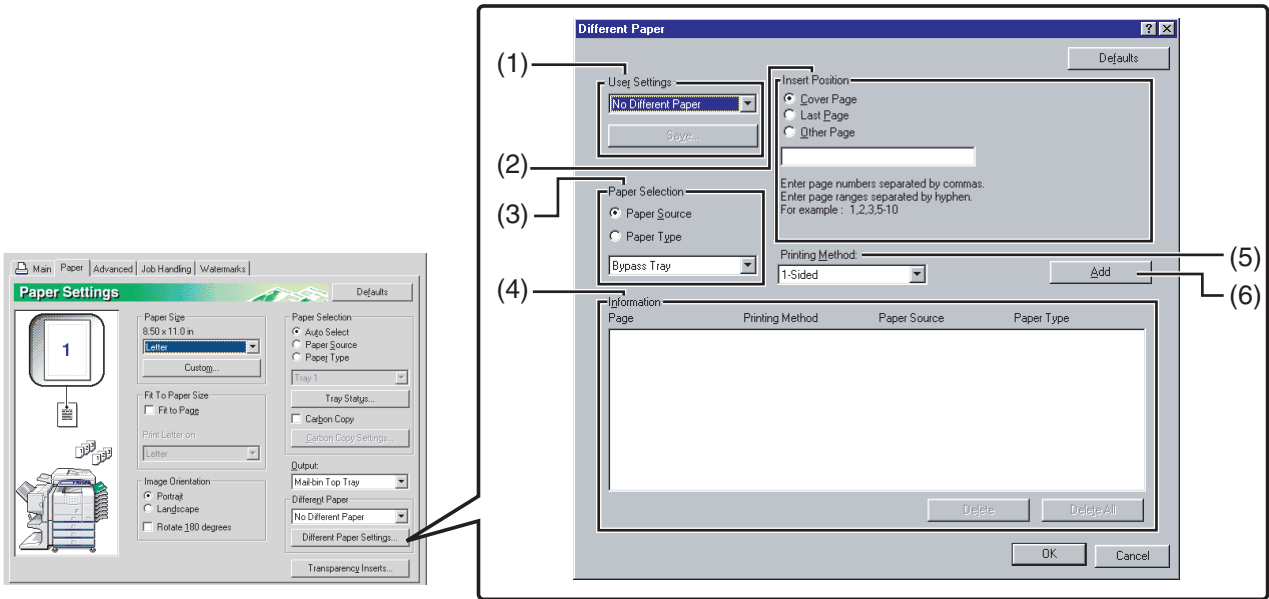 Main Paper Advanced Job Handling Watermarks
Paper Settings
Defaults
1
Paper Size
8.50 x 11.0 in
Letter
Custom...
Fit To Paper Size
Fit to Page
Print Letter on
Letter
Image Orientation
Portrait
Landscape
Rotate 180 degrees
Paper Selection
Auto Select
Paper Source
Paper Type
Tray 1
Tray Status...
Carbon Copy
Carbon Copy Settings...
Output:
Mail-bin Top Tray
Different Paper
No Different Paper
Different Paper Settings...
Transparency Inserts...
Different Paper
Defaults
(1)
User Settings
No Different Paper
Save...
(2)
Insert Position
Cover Page
Last Page
Other Page
Enter page numbers separated by commas.
Enter page ranges separated by hyphen.
For example : 1,2,3,5-10
(3)
Paper Selection
Paper Source
Paper Type
Bypass Tray
Printing Method:
1-Sided
(5)
Add
(6)
(4)
Information
Page Printing Method Paper Source Paper Type
Delete Delete All
OK Cancel